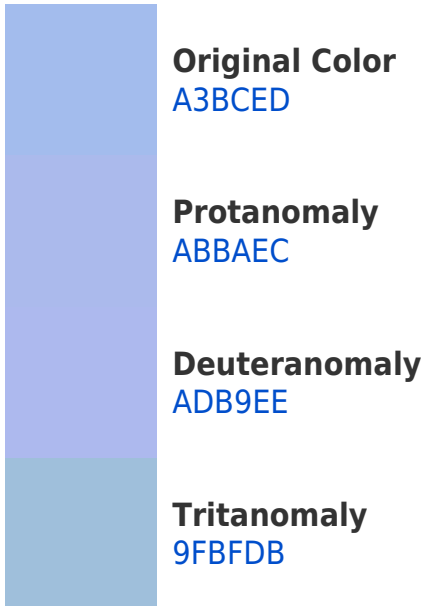 Original Color
A3BCED
Protanomaly
ABBAEC
Deuteranomaly
ADB9EE
Tritanomaly
9FBFDB